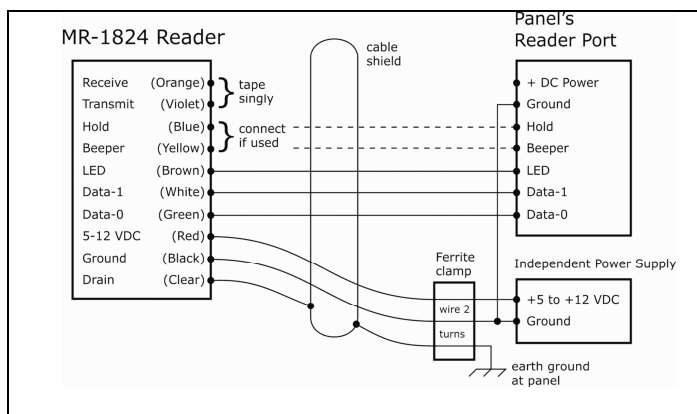 MR-1824 Reader
Panel's
Reader Port
cable
shield
Receive (Orange)
Transmit (Violet)
Hold (Blue)
Beeper (Yellow)
LED (Brown)
Data-1 (White)
Data-0 (Green)
5-12 VDC (Red)
Ground (Black)
Drain (Clear)
tape
singly
connect
if used
+ DC Power
Ground
Hold
Beeper
LED
Data-1
Data-0
Ferrite
clamp
wire 2
turns
Independent Power Supply
+5 to +12 VDC
Ground
earth ground
at panel